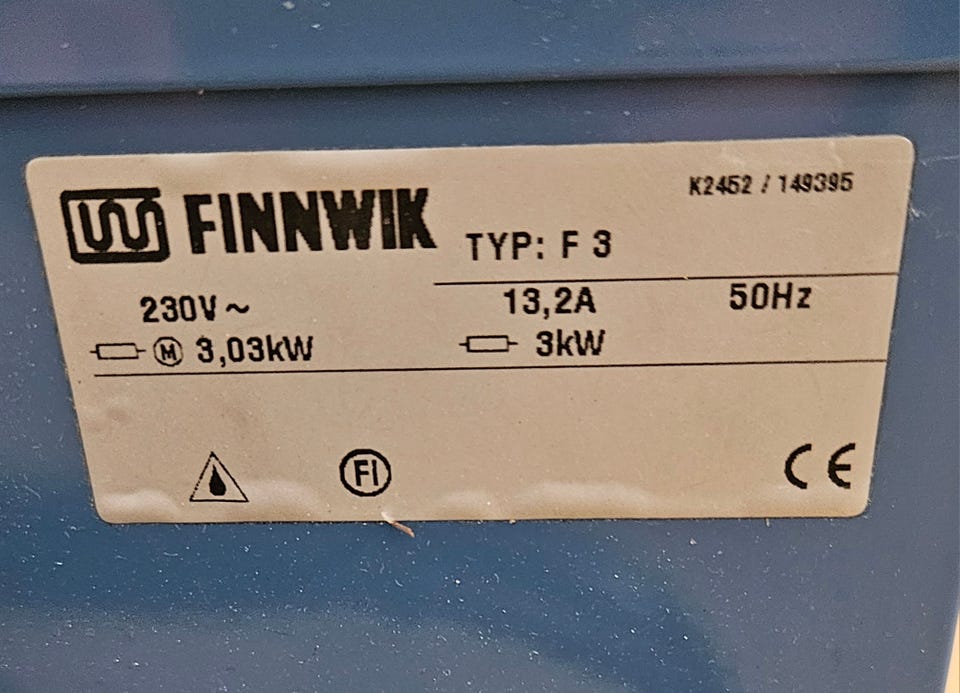 K2452 / 149395
FINNWIK TYP: F 3
230V ~ 13,2A 50Hz
M 3,03kW 3kW
FI CE